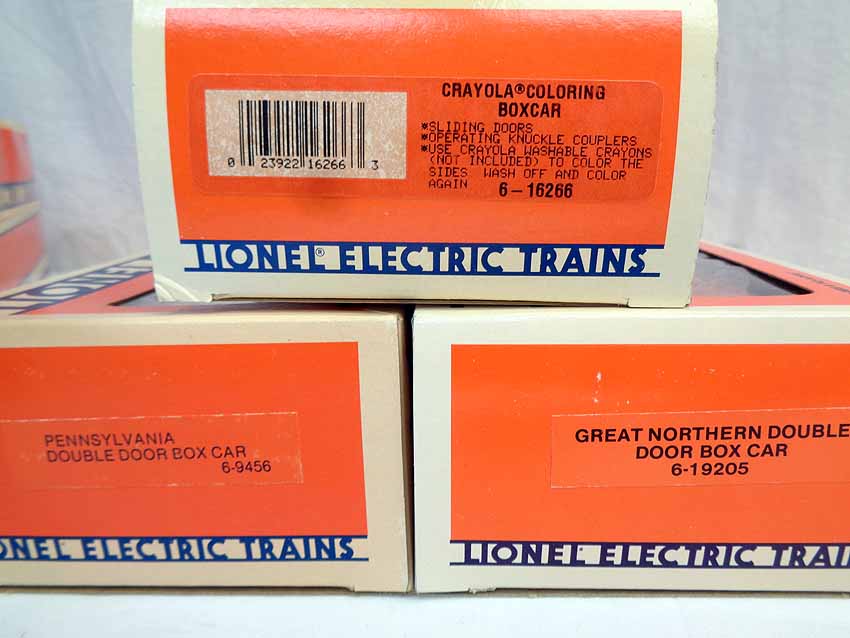 CRAYOLA®COLORING
BOXCAR
*SLIDING DOORS
*OPERATING KNUCKLE COUPLERS
*USE CRAYOLA WASHABLE CRAYONS
(NOT INCLUDED) TO COLOR THE
SIDES WASH OFF AND COLOR
AGAIN 6-16266
0 23922 16266 3
LIONEL® ELECTRIC TRAINS
PENNSYLVANIA
DOUBLE DOOR BOX CAR
6-9456
ONEL ELECTRIC TRAINS
GREAT NORTHERN DOUBLE
DOOR BOX CAR
6-19205
LIONEL ELECTRIC TRAI